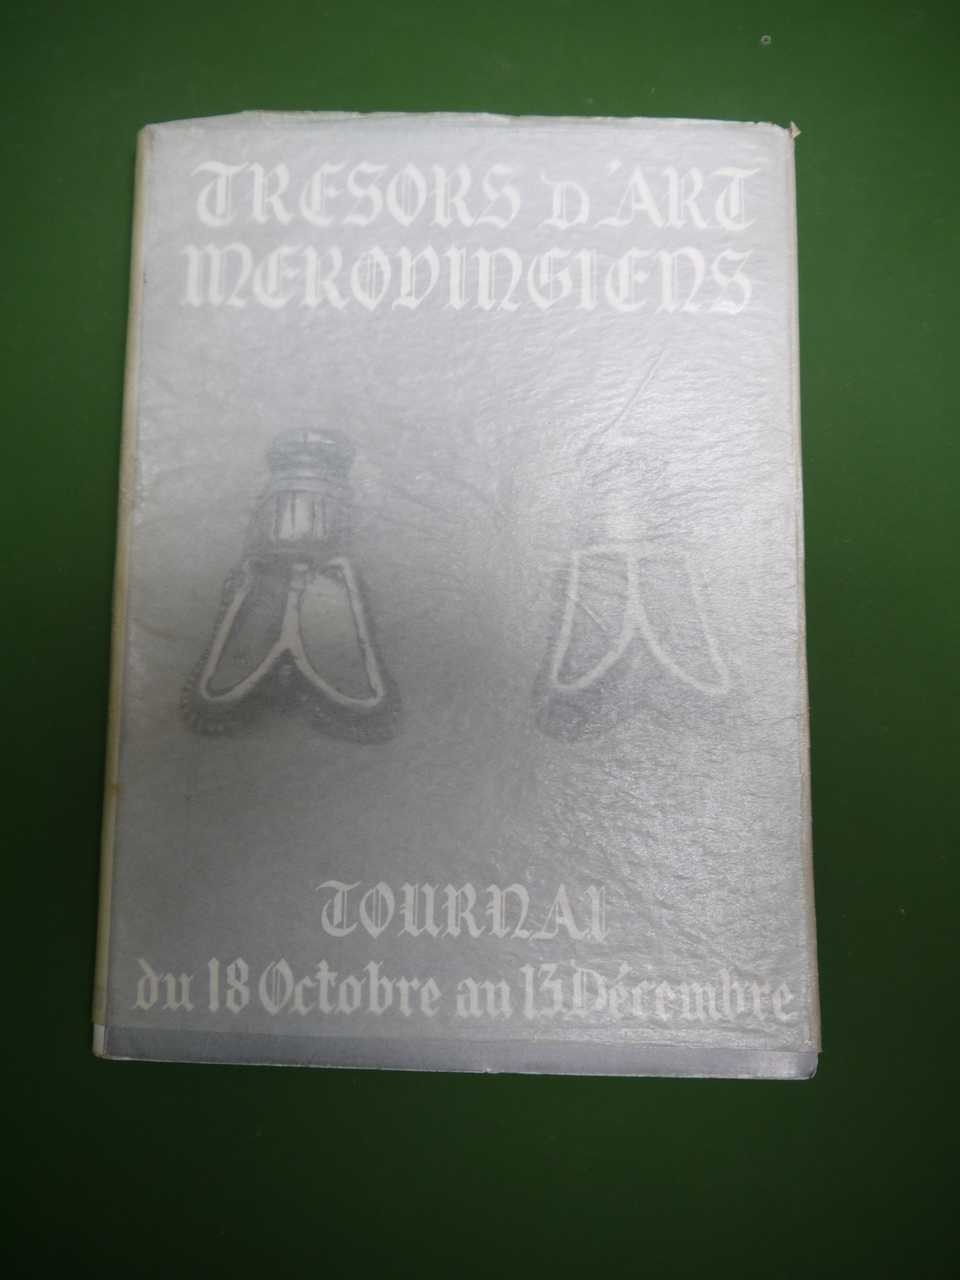 TRESORS D'ART
MEROVINGIENS
TOURNAI
du 18 Octobre au 13 Décembre